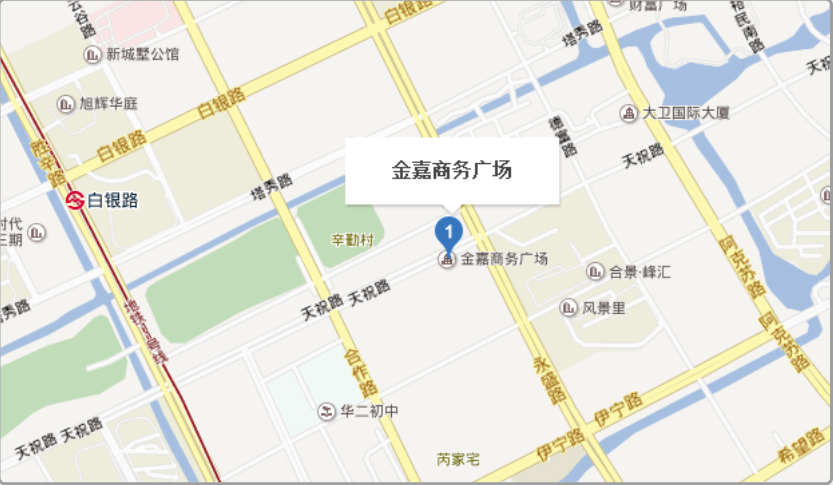 云谷路
白银路
财富广场
裕民南路
塔秀路
天祝
新城墅公馆
旭辉华庭
白银路
大卫国际大厦
白银路
胜辛路
德富路
天祝路
金嘉商务广场
塔秀路
白银路
时代
三期
辛勤村
1
金嘉商务广场
阿克苏路
合景·峰汇
秀路
天祝路
天祝路
风景里
地铁11号线
阿克苏路
合作路
永盛路
华二初中
伊宁路
天祝路
天祝路
伊宁路
希望路
芮家宅